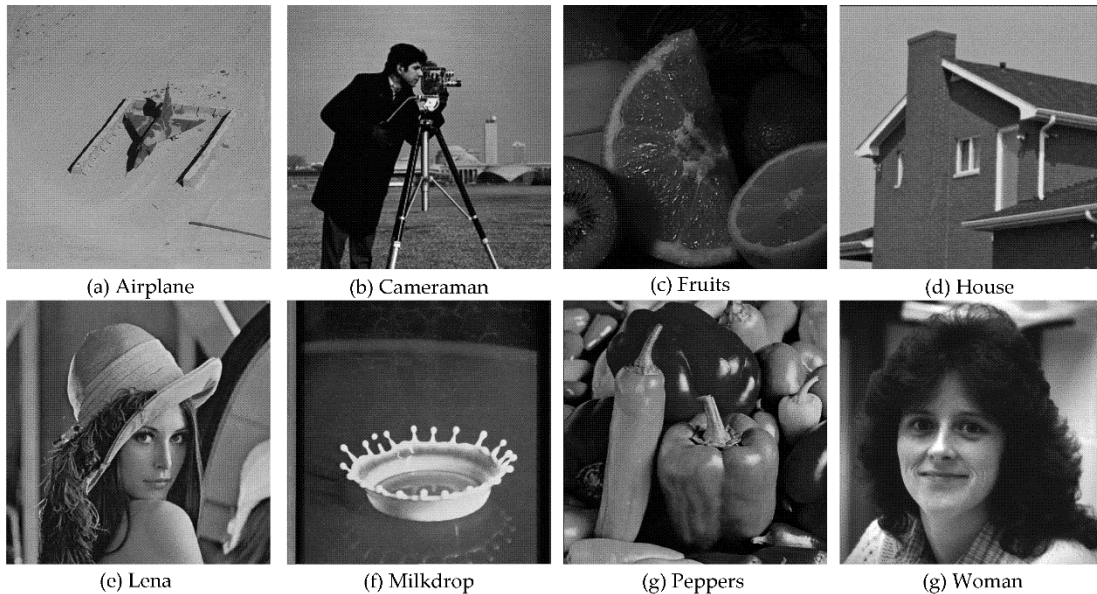 (a) Airplane
(b) Cameraman
(c) Fruits
(d) House
(e) Lena
(f) Milkdrop
(g) Peppers
(g) Woman